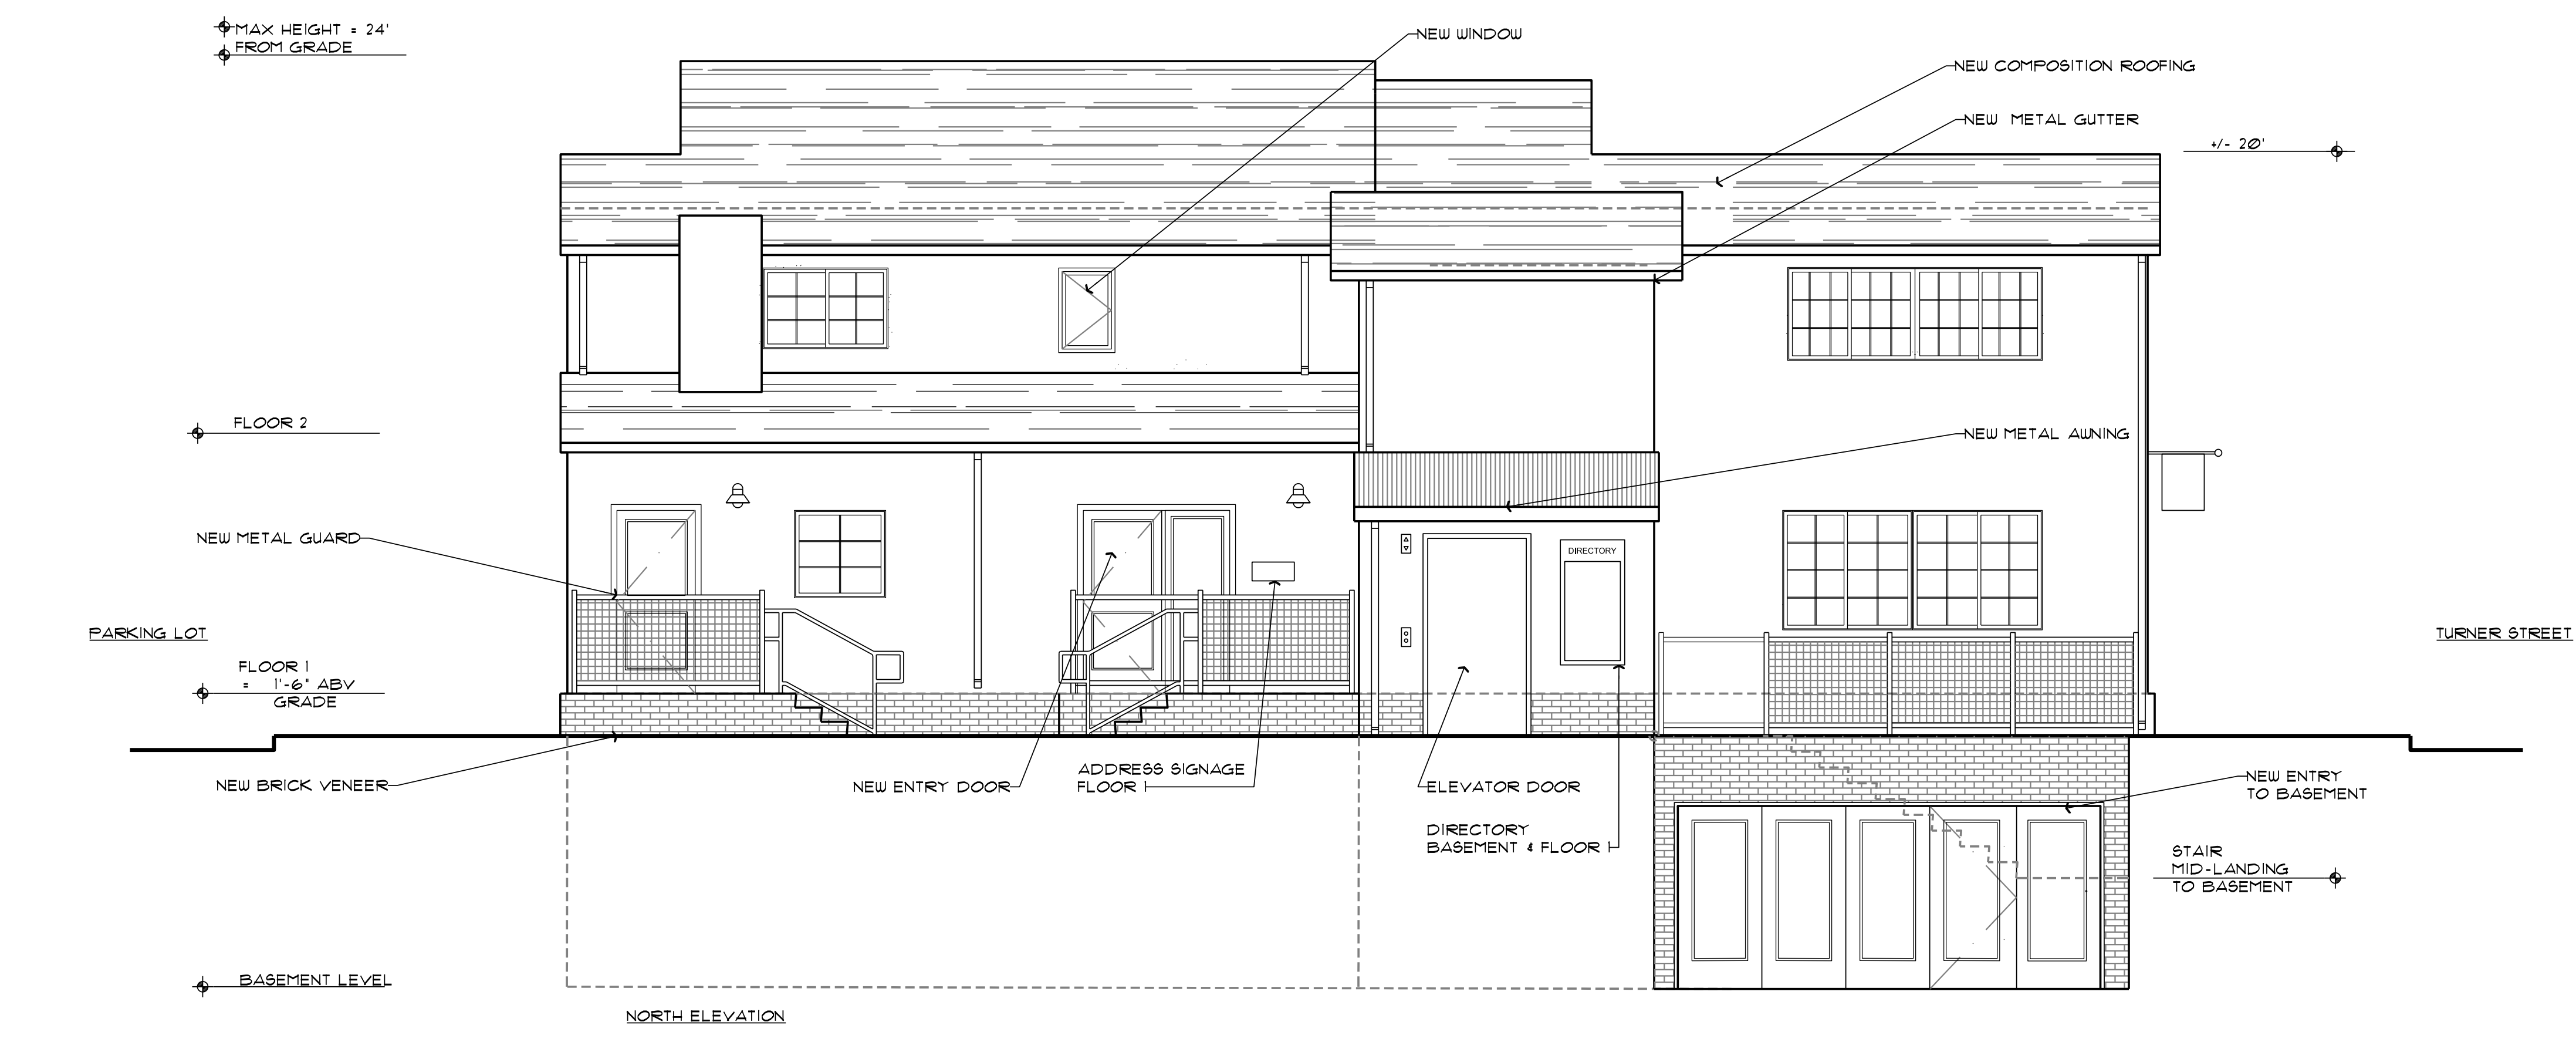 MAX HEIGHT = 24'
FROM GRADE
NEW WINDOW
NEW COMPOSITION ROOFING
NEW METAL GUTTER
+/- 20'
FLOOR 2
NEW METAL AWNING
NEW METAL GUARD
DIRECTORY
PARKING LOT
TURNER STREET
FLOOR 1
= 1'-6" ABV
GRADE
NEW BRICK VENEER
NEW ENTRY DOOR
ADDRESS SIGNAGE
FLOOR 1
ELEVATOR DOOR
NEW ENTRY
TO BASEMENT
DIRECTORY
BASEMENT & FLOOR 1
STAIR
MID-LANDING
TO BASEMENT
BASEMENT LEVEL
NORTH ELEVATION